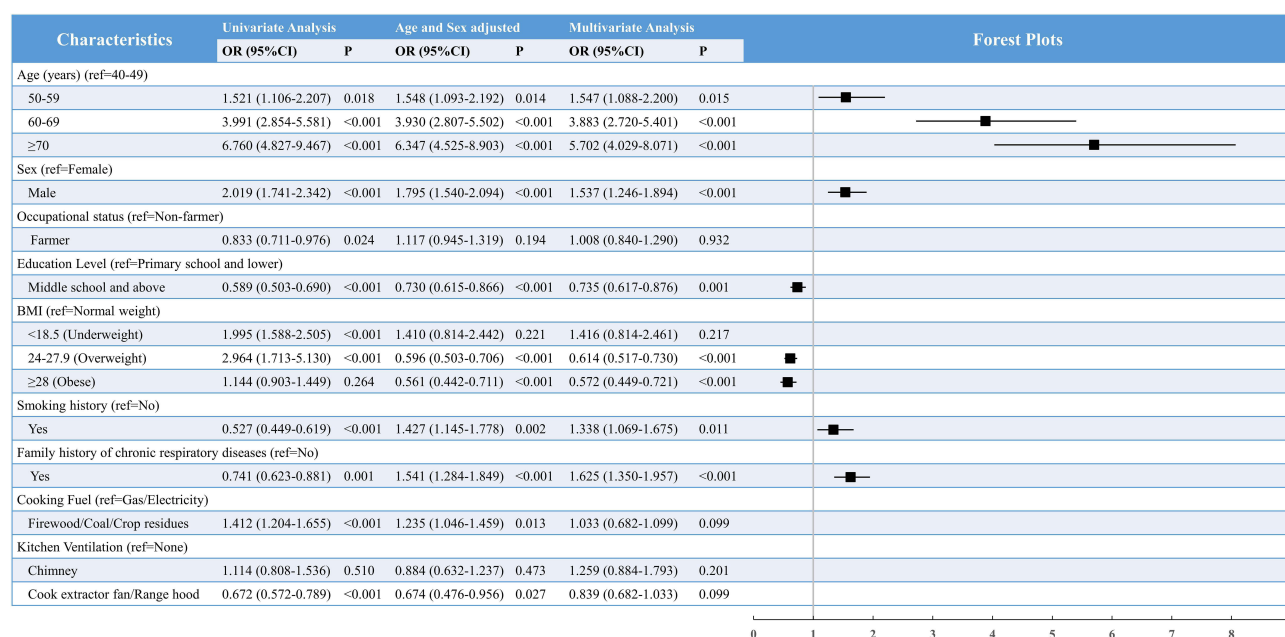 Characteristics Univariate Analysis Age and Sex adjusted Multivariate Analysis Forest Plots
OR (95%CI) P OR (95%CI) P OR (95%CI) P
Age (years) (ref=40-49)
50-59 1.521 (1.106-2.207) 0.018 1.548 (1.093-2.192) 0.014 1.547 (1.088-2.200) 0.015
60-69 3.991 (2.854-5.581) <0.001 3.930 (2.807-5.502) <0.001 3.883 (2.720-5.401) <0.001
≥70 6.760 (4.827-9.467) <0.001 6.347 (4.525-8.903) <0.001 5.702 (4.029-8.071) <0.001
Sex (ref=Female)
Male 2.019 (1.741-2.342) <0.001 1.795 (1.540-2.094) <0.001 1.537 (1.246-1.894) <0.001
Occupational status (ref=Non-farmer)
Farmer 0.833 (0.711-0.976) 0.024 1.117 (0.945-1.319) 0.194 1.008 (0.840-1.290) 0.932
Education Level (ref=Primary school and lower)
Middle school and above 0.589 (0.503-0.690) <0.001 0.730 (0.615-0.866) <0.001 0.735 (0.617-0.876) 0.001
BMI (ref=Normal weight)
<18.5 (Underweight) 1.995 (1.588-2.505) <0.001 1.410 (0.814-2.442) 0.221 1.416 (0.814-2.461) 0.217
24-27.9 (Overweight) 2.964 (1.713-5.130) <0.001 0.596 (0.503-0.706) <0.001 0.614 (0.517-0.730) <0.001
≥28 (Obese) 1.144 (0.903-1.449) 0.264 0.561 (0.442-0.711) <0.001 0.572 (0.449-0.721) <0.001
Smoking history (ref=No)
Yes 0.527 (0.449-0.619) <0.001 1.427 (1.145-1.778) 0.002 1.338 (1.069-1.675) 0.011
Family history of chronic respiratory diseases (ref=No)
Yes 0.741 (0.623-0.881) 0.001 1.541 (1.284-1.849) <0.001 1.625 (1.350-1.957) <0.001
Cooking Fuel (ref=Gas/Electricity)
Firewood/Coal/Crop residues 1.412 (1.204-1.655) <0.001 1.235 (1.046-1.459) 0.013 1.033 (0.682-1.099) 0.099
Kitchen Ventilation (ref=None)
Chimney 1.114 (0.808-1.536) 0.510 0.884 (0.632-1.237) 0.473 1.259 (0.884-1.793) 0.201
Cook extractor fan/Range hood 0.672 (0.572-0.789) <0.001 0.674 (0.476-0.956) 0.027 0.839 (0.682-1.033) 0.099
0 1 2 3 4 5 6 7 8